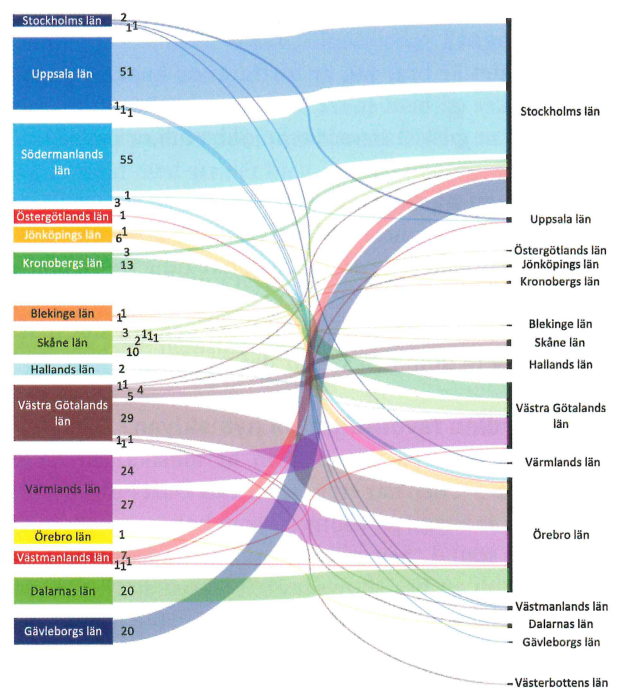 Stockholms län
2
1 1
Uppsala län
51
1
1 1
Södermanlands
län
55
1
3
Östergötlands län
1
Jönköpings län
1
6
Kronobergs län
3
13
Blekinge län
1
1
Skåne län
3
1 1 1
2
10
Hallands län
2
Västra Götalands
län
1 1
4
5
29
1 1 1
Värmlands län
24
27
Örebro län
1
Västmanlands län
7
1
1 1
Dalarnas län
20
Gävleborgs län
20
Stockholms län
Uppsala län
Östergötlands län
Jönköpings län
Kronobergs län
Blekinge län
Skåne län
Hallands län
Västra Götalands
län
Värmlands län
Örebro län
Västmanlands län
Dalarnas län
Gävleborgs län
Västerbottens län